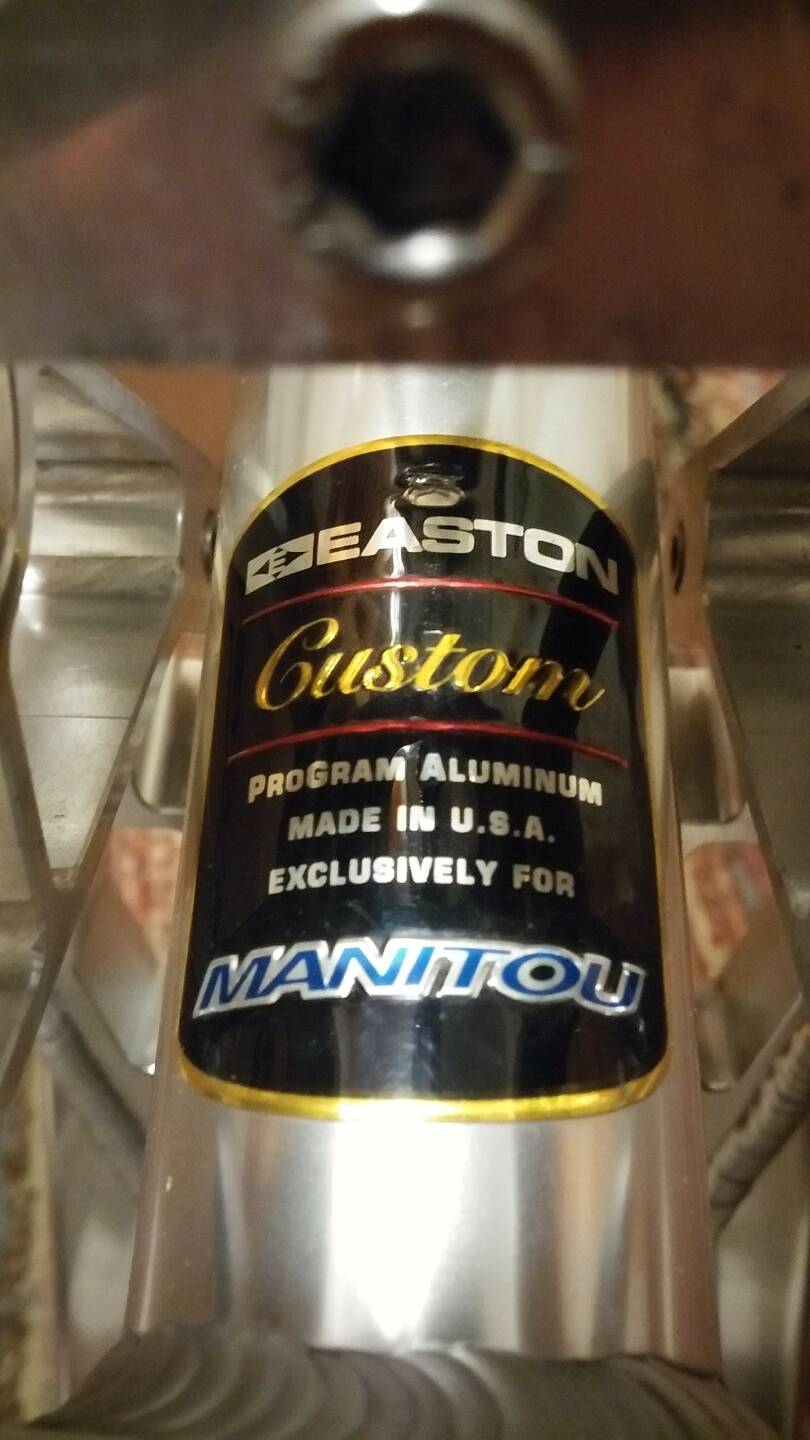 EASTON
Custom
PROGRAM ALUMINUM
MADE IN U.S.A.
EXCLUSIVELY FOR
MANITOU